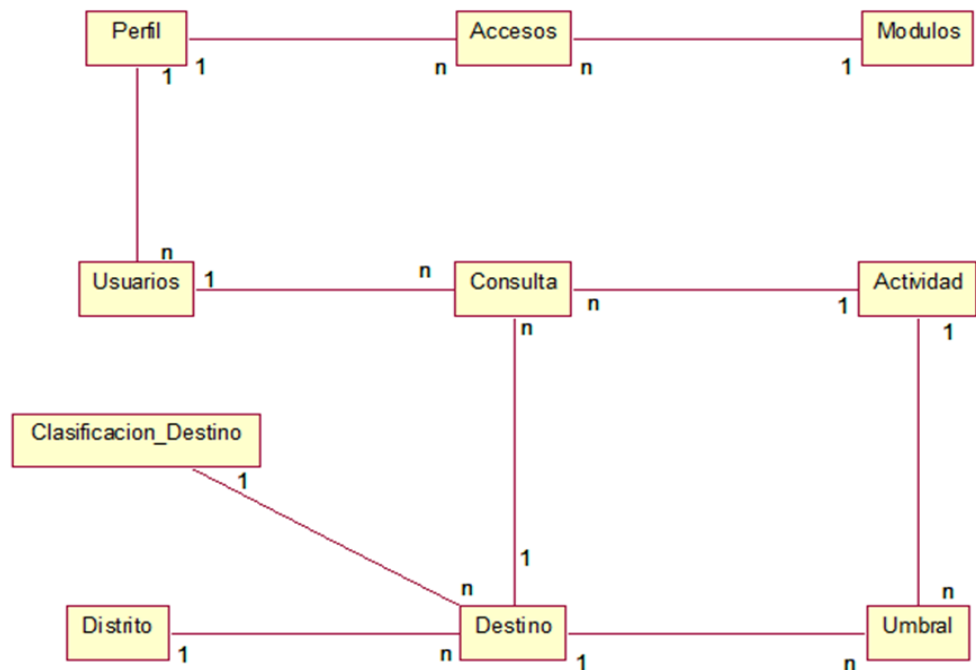 Perfil
Accesos
Modulos
1
1
n
n
1
n
Usuarios
1
n
Consulta
n
1
Actividad
n
1
Clasificacion_Destino
1
1
n
n
Distrito
1
n
Destino
1
n
Umbral